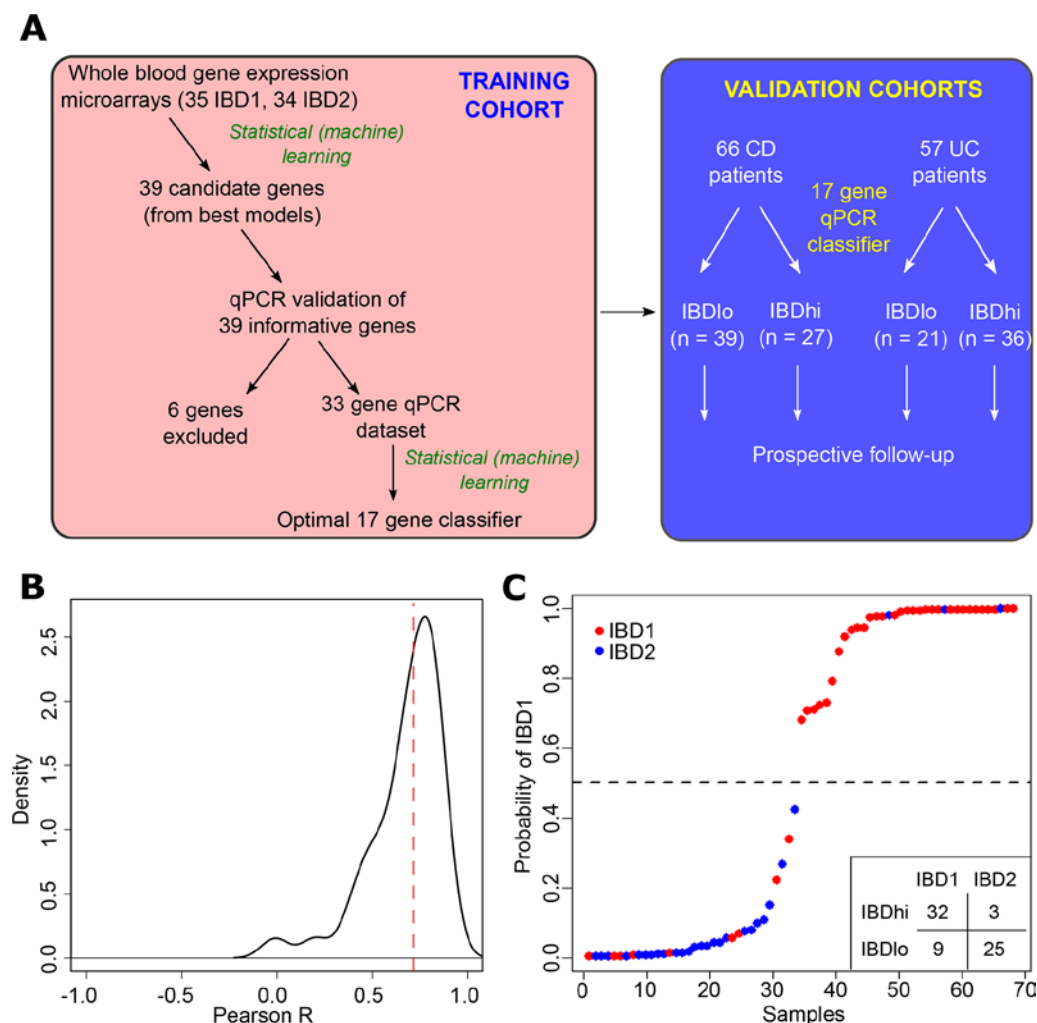 A
Whole blood gene expression
microarrays (35 IBD1, 34 IBD2)
TRAINING
COHORT
Statistical (machine)
learning
39 candidate genes
(from best models)
qPCR validation of
39 informative genes
6 genes
excluded
33 gene qPCR
dataset
Statistical (machine)
learning
Optimal 17 gene classifier
VALIDATION COHORTS
66 CD
patients
57 UC
patients
17 gene
qPCR
classifier
IBDlo
(n = 39)
IBDhi
(n = 27)
IBDlo
(n = 21)
IBDhi
(n = 36)
Prospective follow-up
B
Density
2.5
2.0
1.5
1.0
0.5
0.0
-1.0
0.0
0.5
1.0
Pearson R
C
Probability of IBD1
1.0
0.8
0.6
0.4
0.2
0.0
IBD1
IBD2
IBD1 IBD2
IBDhi 32 3
IBDlo 9 25
0 10 20 30 40 50 60 70
Samples